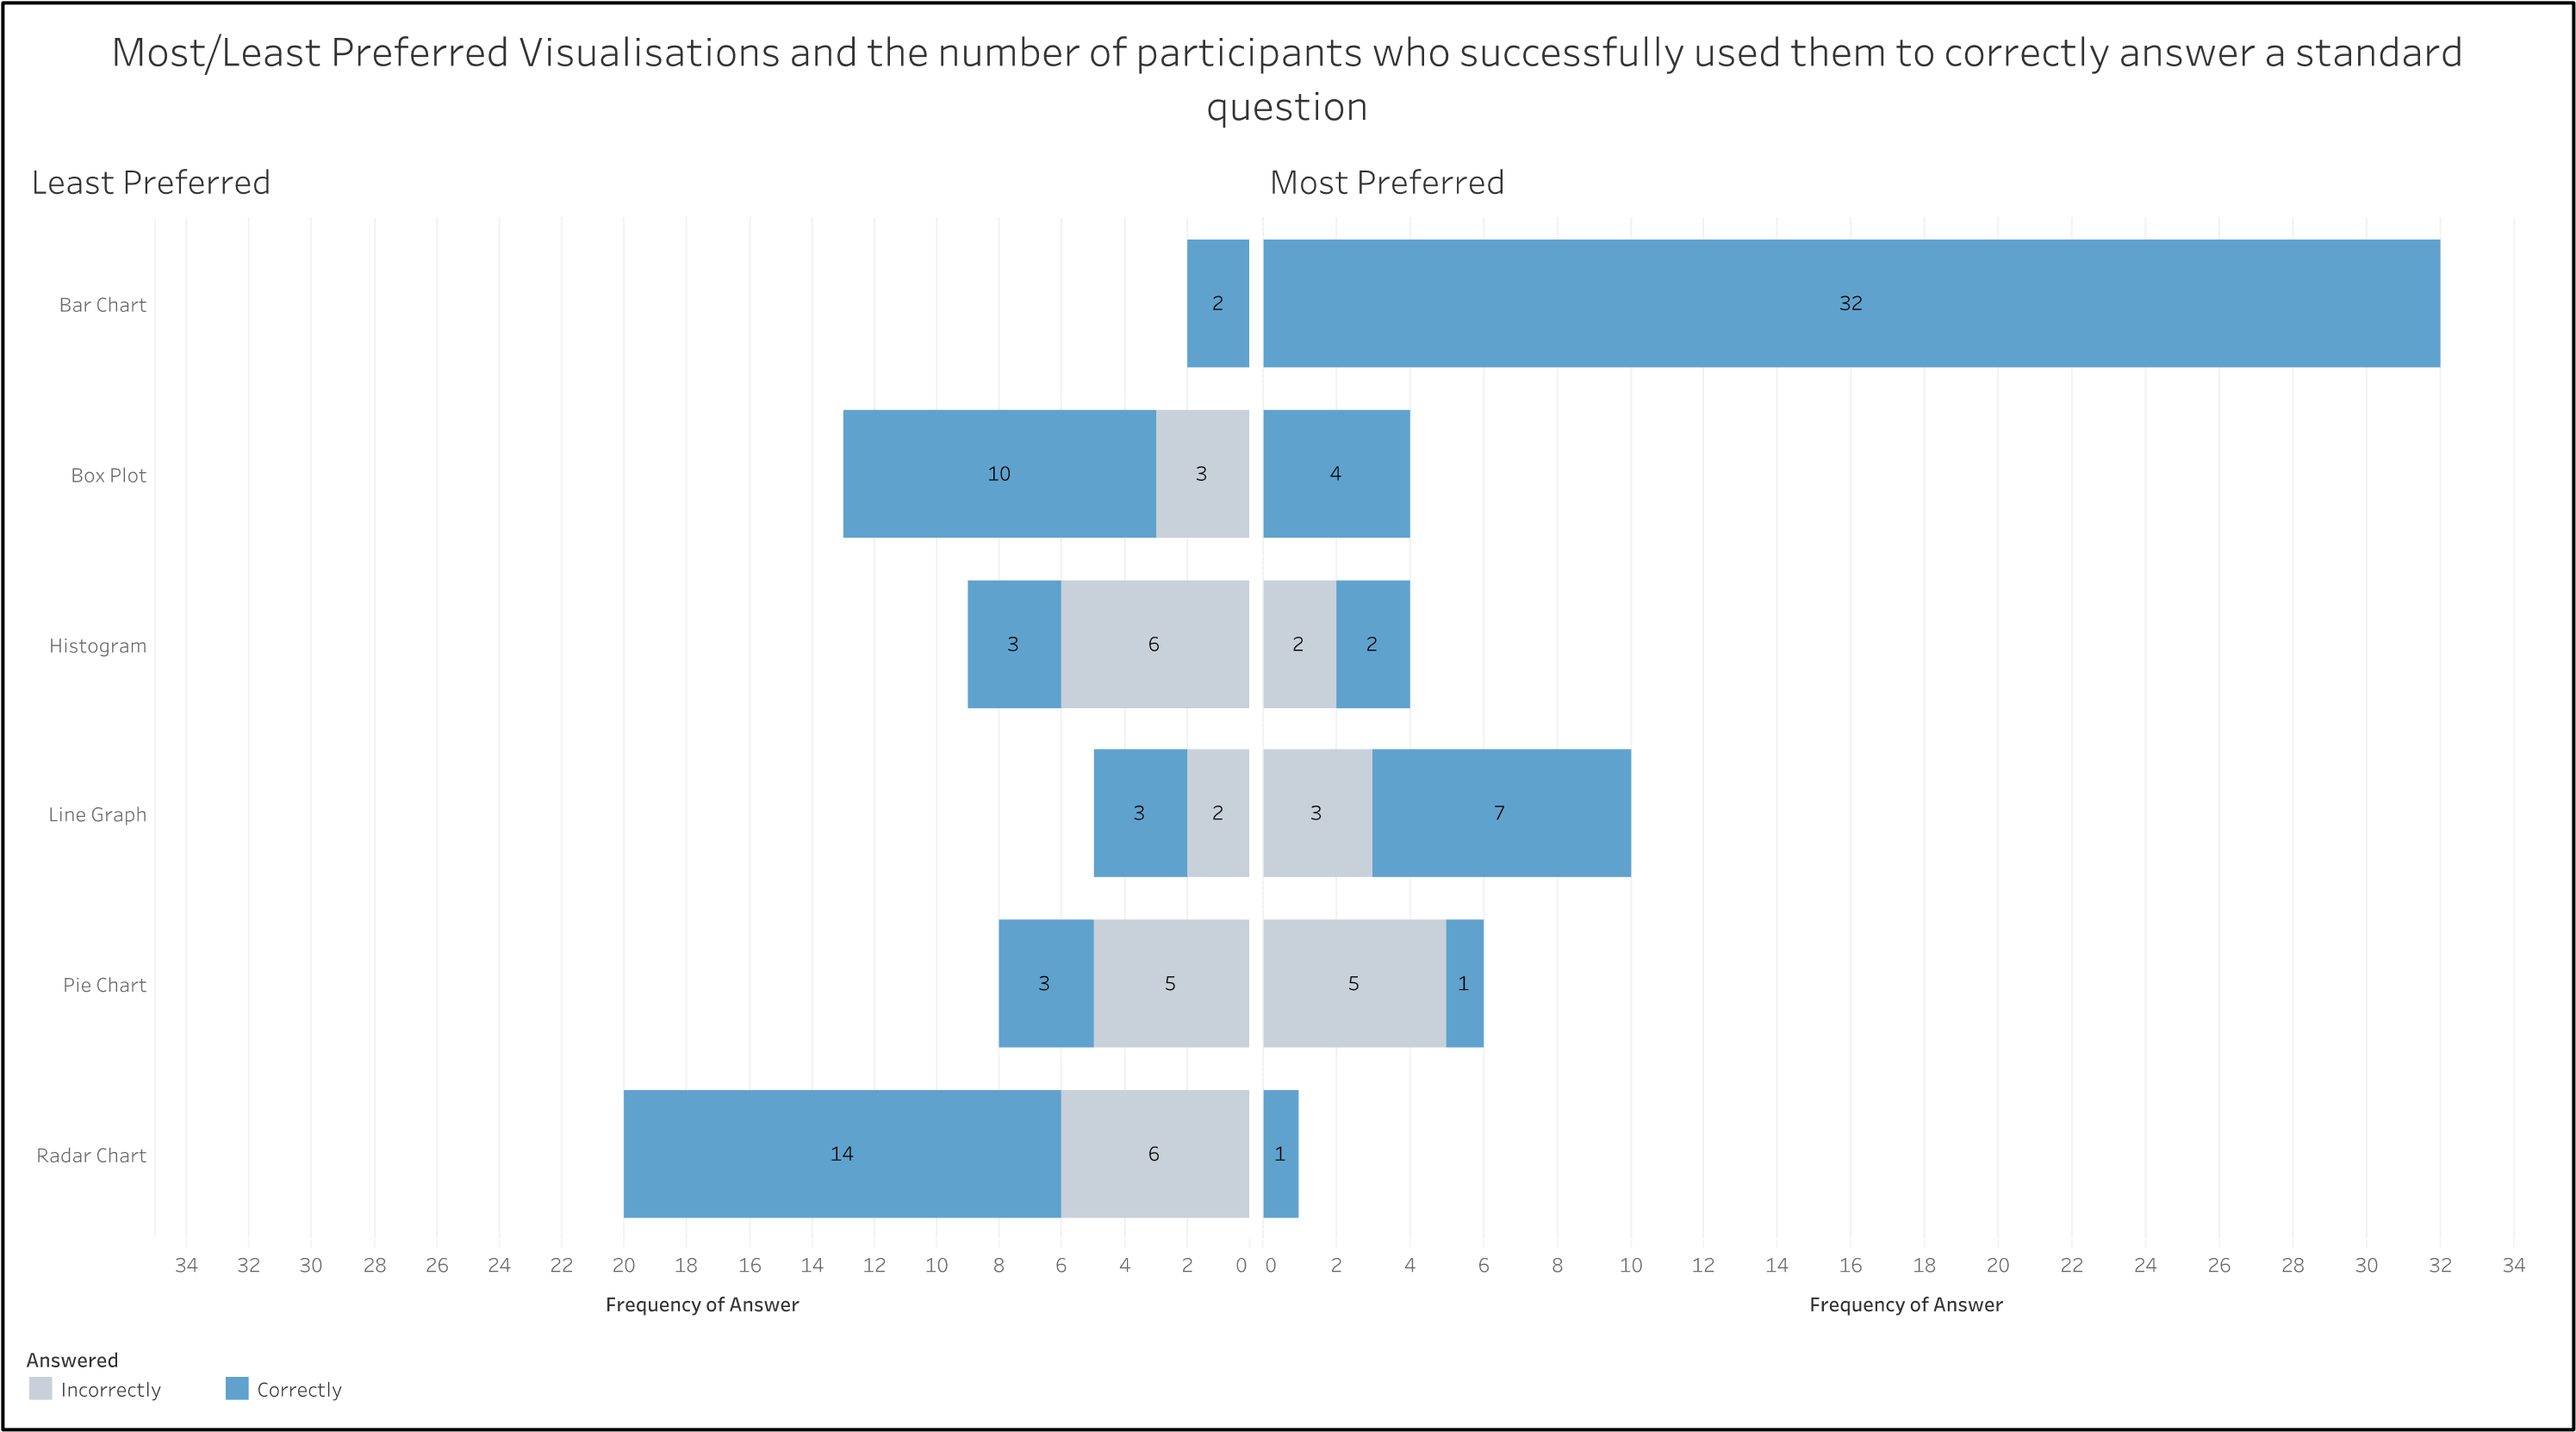 Most/Least Preferred Visualisations and the number of participants who successfully used them to correctly answer a standard
question
Least Preferred
Most Preferred
Bar Chart
2
32
Box Plot
10
3
4
Histogram
3
6
2
2
Line Graph
3
2
3
7
Pie Chart
3
5
5
1
Radar Chart
14
6
1
34 32 30 28 26 24 22 20 18 16 14 12 10 8 6 4 2 0
0 2 4 6 8 10 12 14 16 18 20 22 24 26 28 30 32 34
Frequency of Answer
Frequency of Answer
Answered
Incorrectly
Correctly